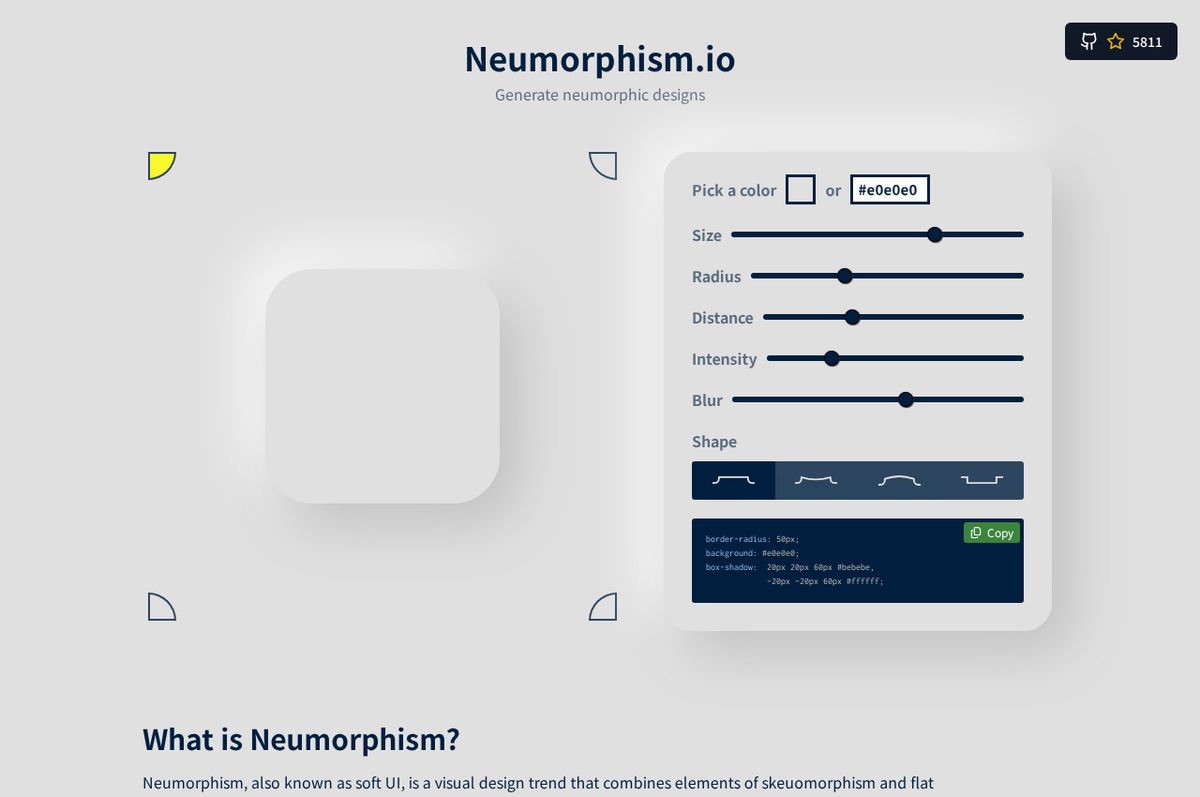 5811
Neumorphism.io
Generate neumorphic designs
Pick a color or #e0e0e0
Size
Radius
Distance
Intensity
Blur
Shape
Copy
border-radius: 50px;
background: #e0e0e0;
box-shadow:  20px 20px 60px #bebebe,
-20px -20px 60px #ffffff;
What is Neumorphism?
Neumorphism, also known as soft UI, is a visual design trend that combines elements of skeuomorphism and flat